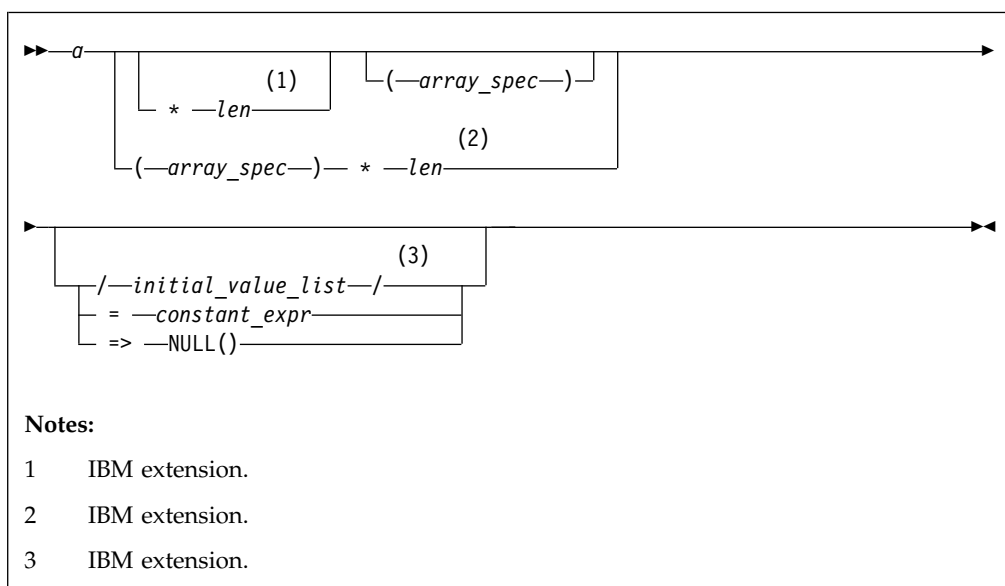 a
(1)
( array_spec )
* len
(2)
( array_spec ) * len
(3)
/ initial_value_list /
= constant_expr
=> NULL()
Notes:
1 IBM extension.
2 IBM extension.
3 IBM extension.